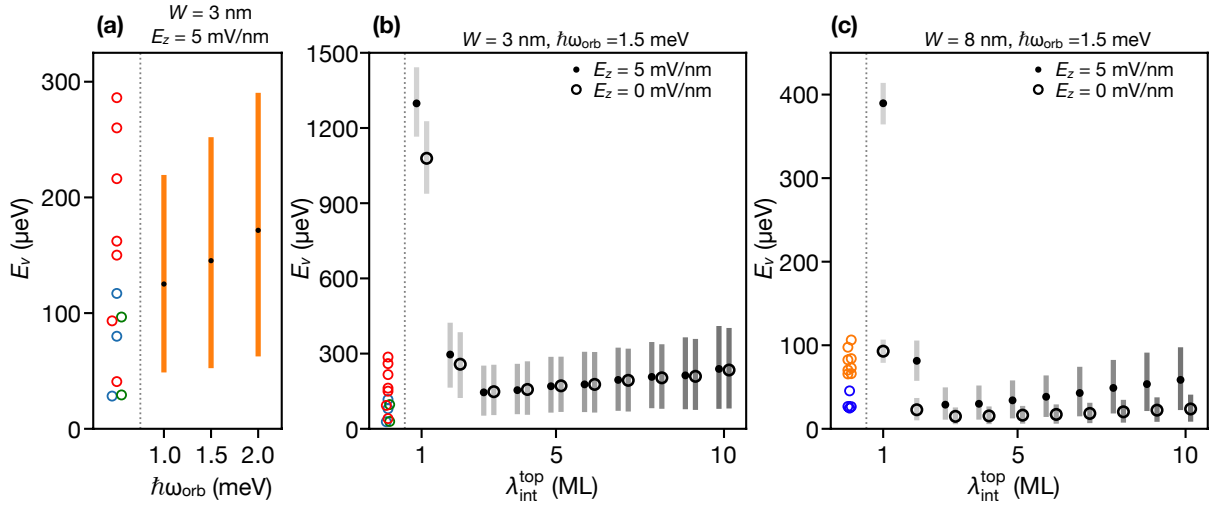 (a)
W = 3 nm
E_z = 5 mV/nm
300
200
100
0
E_v (μeV)
1.0 1.5 2.0
ℏω_orb (meV)
(b)
W = 3 nm, ℏω_orb =1.5 meV
E_z = 5 mV/nm
E_z = 0 mV/nm
1500
1200
900
600
300
0
E_v (μeV)
1 5 10
λ_int^top (ML)
(c)
W = 8 nm, ℏω_orb =1.5 meV
E_z = 5 mV/nm
E_z = 0 mV/nm
400
300
200
100
0
E_v (μeV)
1 5 10
λ_int^top (ML)